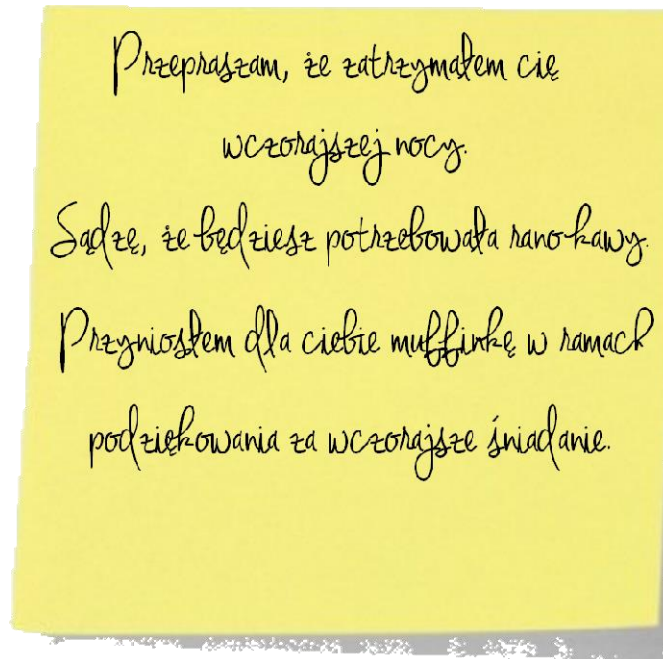 Przepraszam, że zatrzymałem cię
wczorajszej nocy.
Sądzę, że będziesz potrzebowała rano kawy.
Przyniosłem dla ciebie muffinkę w ramach
podziękowania za wczorajsze śniadanie.